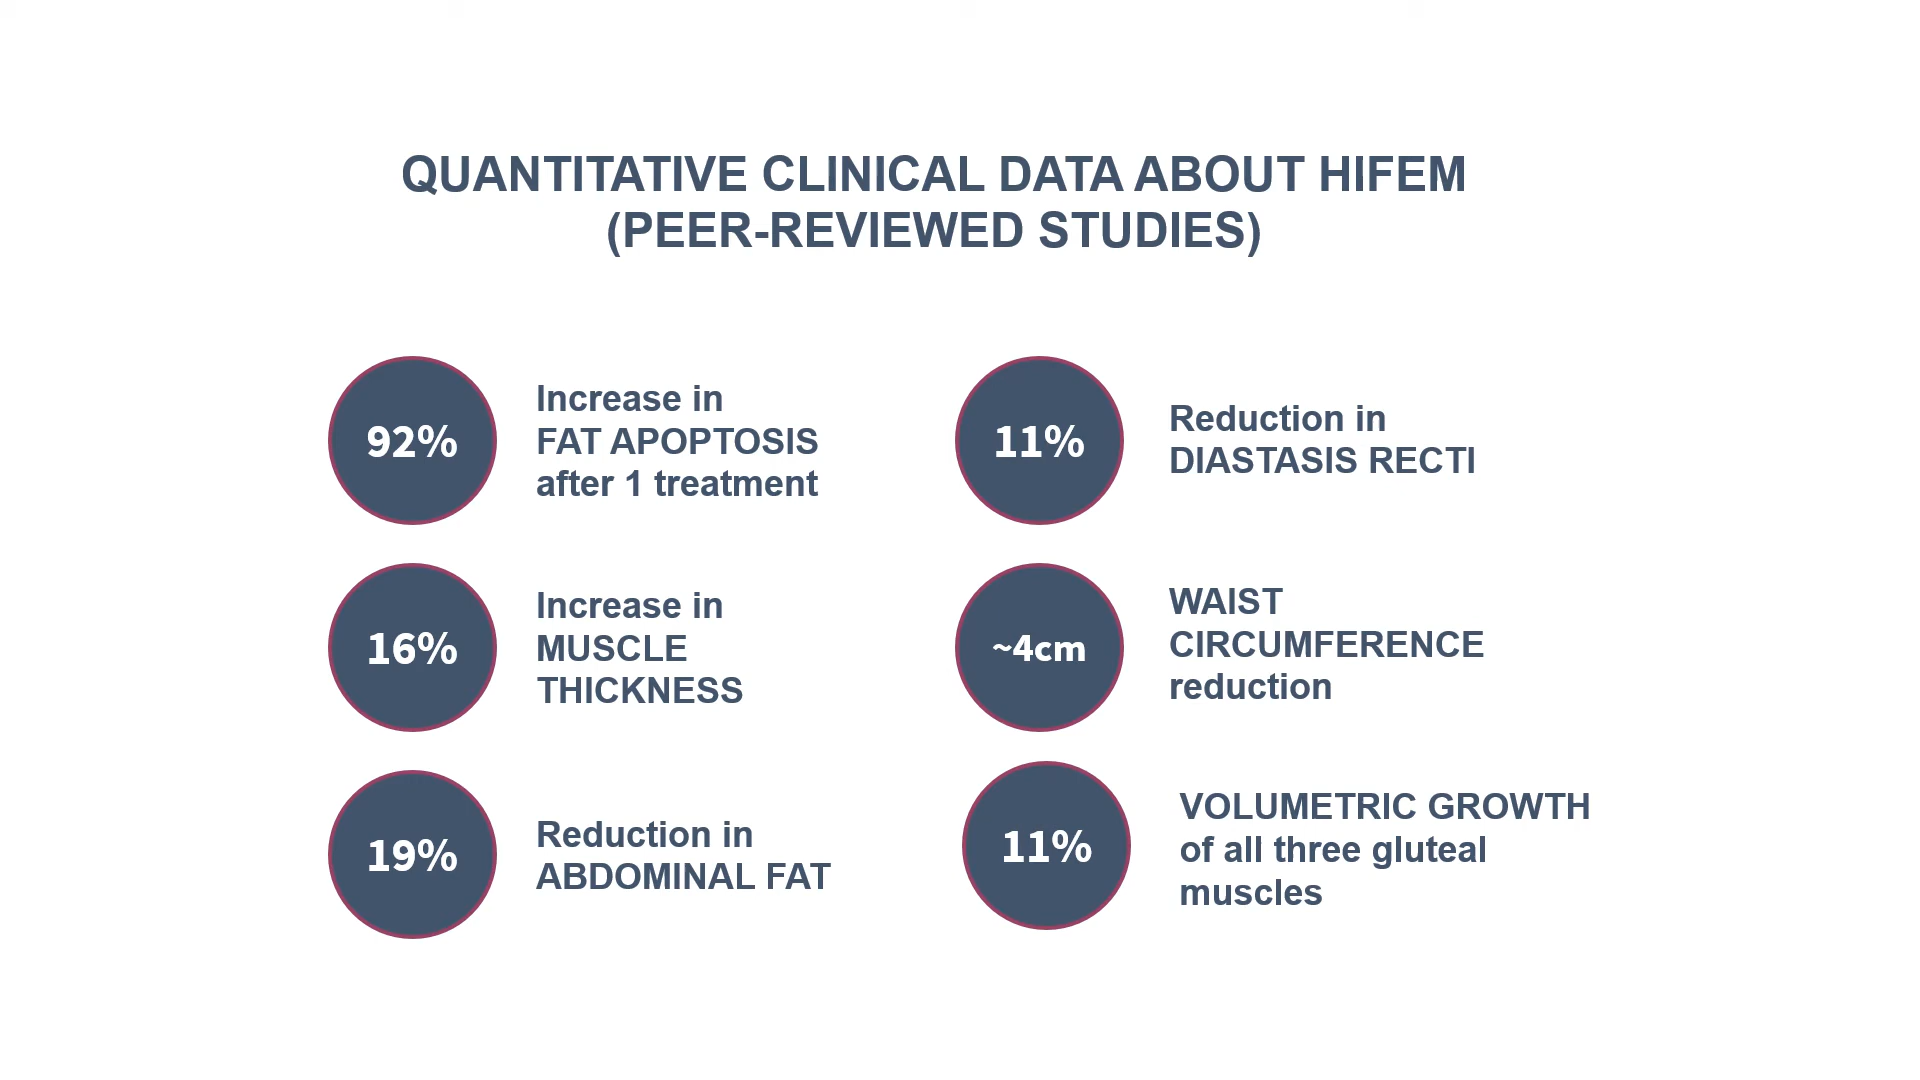 QUANTITATIVE CLINICAL DATA ABOUT HIFEM
(PEER-REVIEWED STUDIES)
92%
Increase in
FAT APOPTOSIS
after 1 treatment
16%
Increase in
MUSCLE
THICKNESS
19%
Reduction in
ABDOMINAL FAT
11%
Reduction in
DIASTASIS RECTI
~4cm
WAIST
CIRCUMFERENCE
reduction
11%
VOLUMETRIC GROWTH
of all three gluteal
muscles